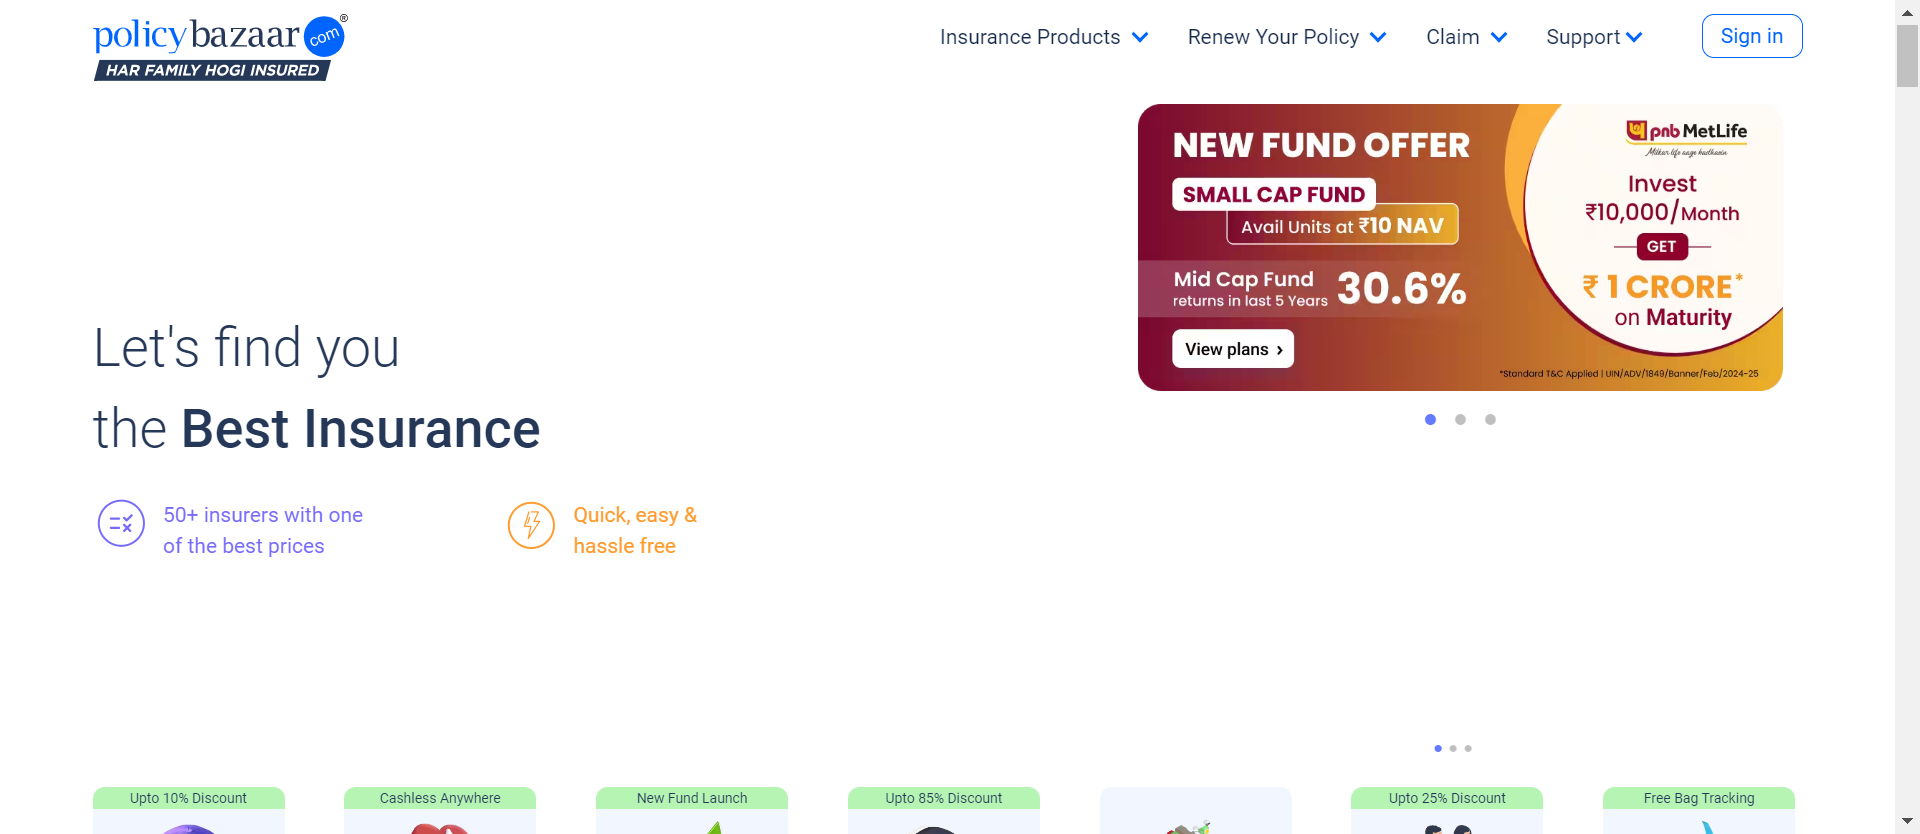 policybazaar.com®
HAR FAMILY HOGI INSURED
Insurance Products
Renew Your Policy
Claim
Support
Sign in
NEW FUND OFFER
SMALL CAP FUND
Avail Units at ₹10 NAV
Mid Cap Fund
returns in last 5 Years
30.6%
View plans ›
pnb MetLife
Milkar life aage badhaein
Invest
₹10,000/Month
GET
₹ 1 CRORE*
on Maturity
*Standard T&C Applied | UIN/ADV/1849/Banner/Feb/2024-25
Let's find you
the Best Insurance
50+ insurers with one
of the best prices
Quick, easy &
hassle free
Upto 10% Discount
Cashless Anywhere
New Fund Launch
Upto 85% Discount
Upto 25% Discount
Free Bag Tracking